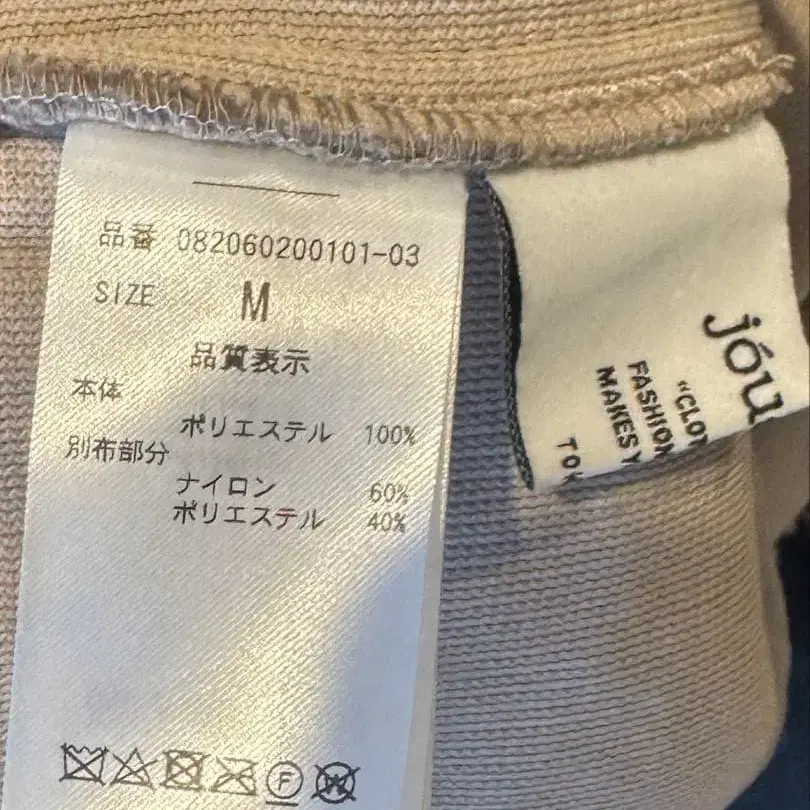 品番 082060200101-03
SIZE M
品質表示
本体
ポリエステル 100%
別布部分
ナイロン 60%
ポリエステル 40%
F
W
jóu
"CLOT
FASHION
MAKES Y
TOK